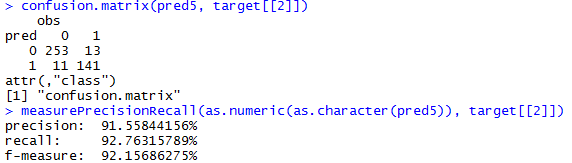 > confusion.matrix(pred5, target[[2]])
    obs
pred   0   1
   0 253  13
   1  11 141
attr(,"class")
[1] "confusion.matrix"
> measurePrecisionRecall(as.numeric(as.character(pred5)), target[[2]])
precision:  91.55844156%
recall:     92.76315789%
f-measure:  92.15686275%